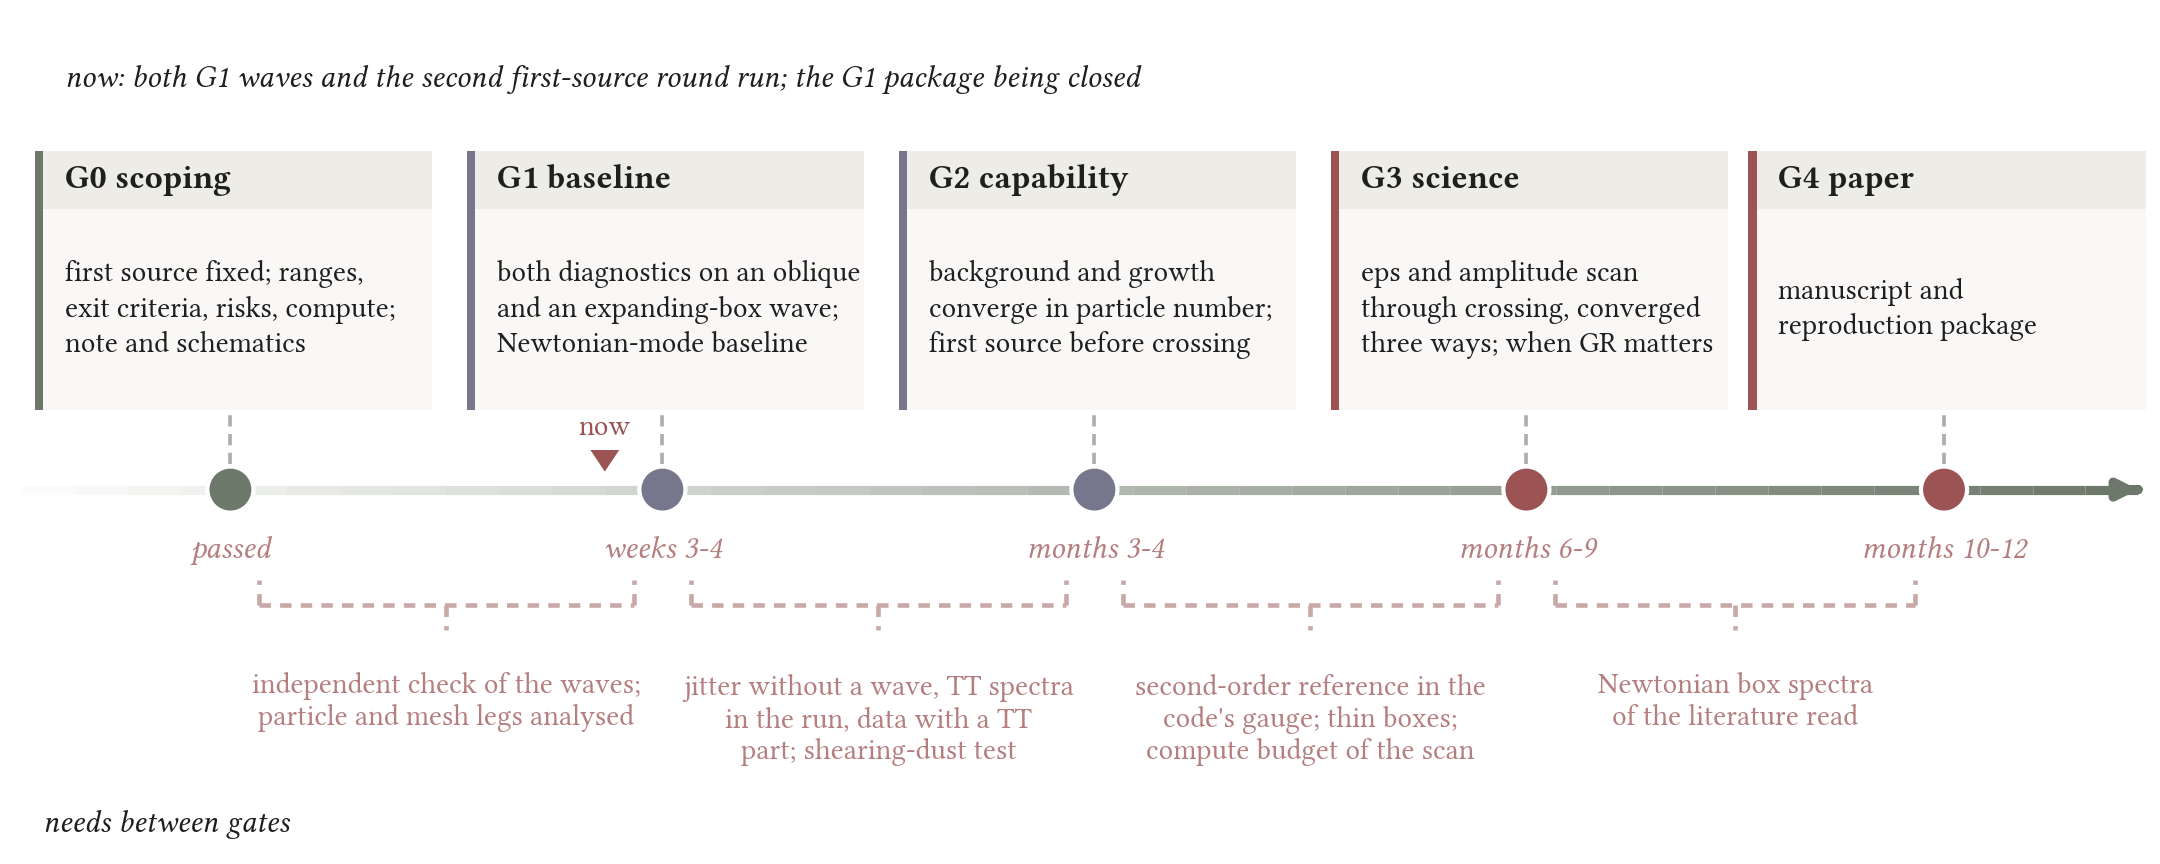 now: both G1 waves and the second first-source round run; the G1 package being closed
G0 scoping
first source fixed; ranges,
exit criteria, risks, compute;
note and schematics
G1 baseline
both diagnostics on an oblique
and an expanding-box wave;
Newtonian-mode baseline
G2 capability
background and growth
converge in particle number;
first source before crossing
G3 science
eps and amplitude scan
through crossing, converged
three ways; when GR matters
G4 paper
manuscript and
reproduction package
now
passed
weeks 3-4
months 3-4
months 6-9
months 10-12
independent check of the waves;
particle and mesh legs analysed
jitter without a wave, TT spectra
in the run, data with a TT
part; shearing-dust test
second-order reference in the
code's gauge; thin boxes;
compute budget of the scan
Newtonian box spectra
of the literature read
needs between gates